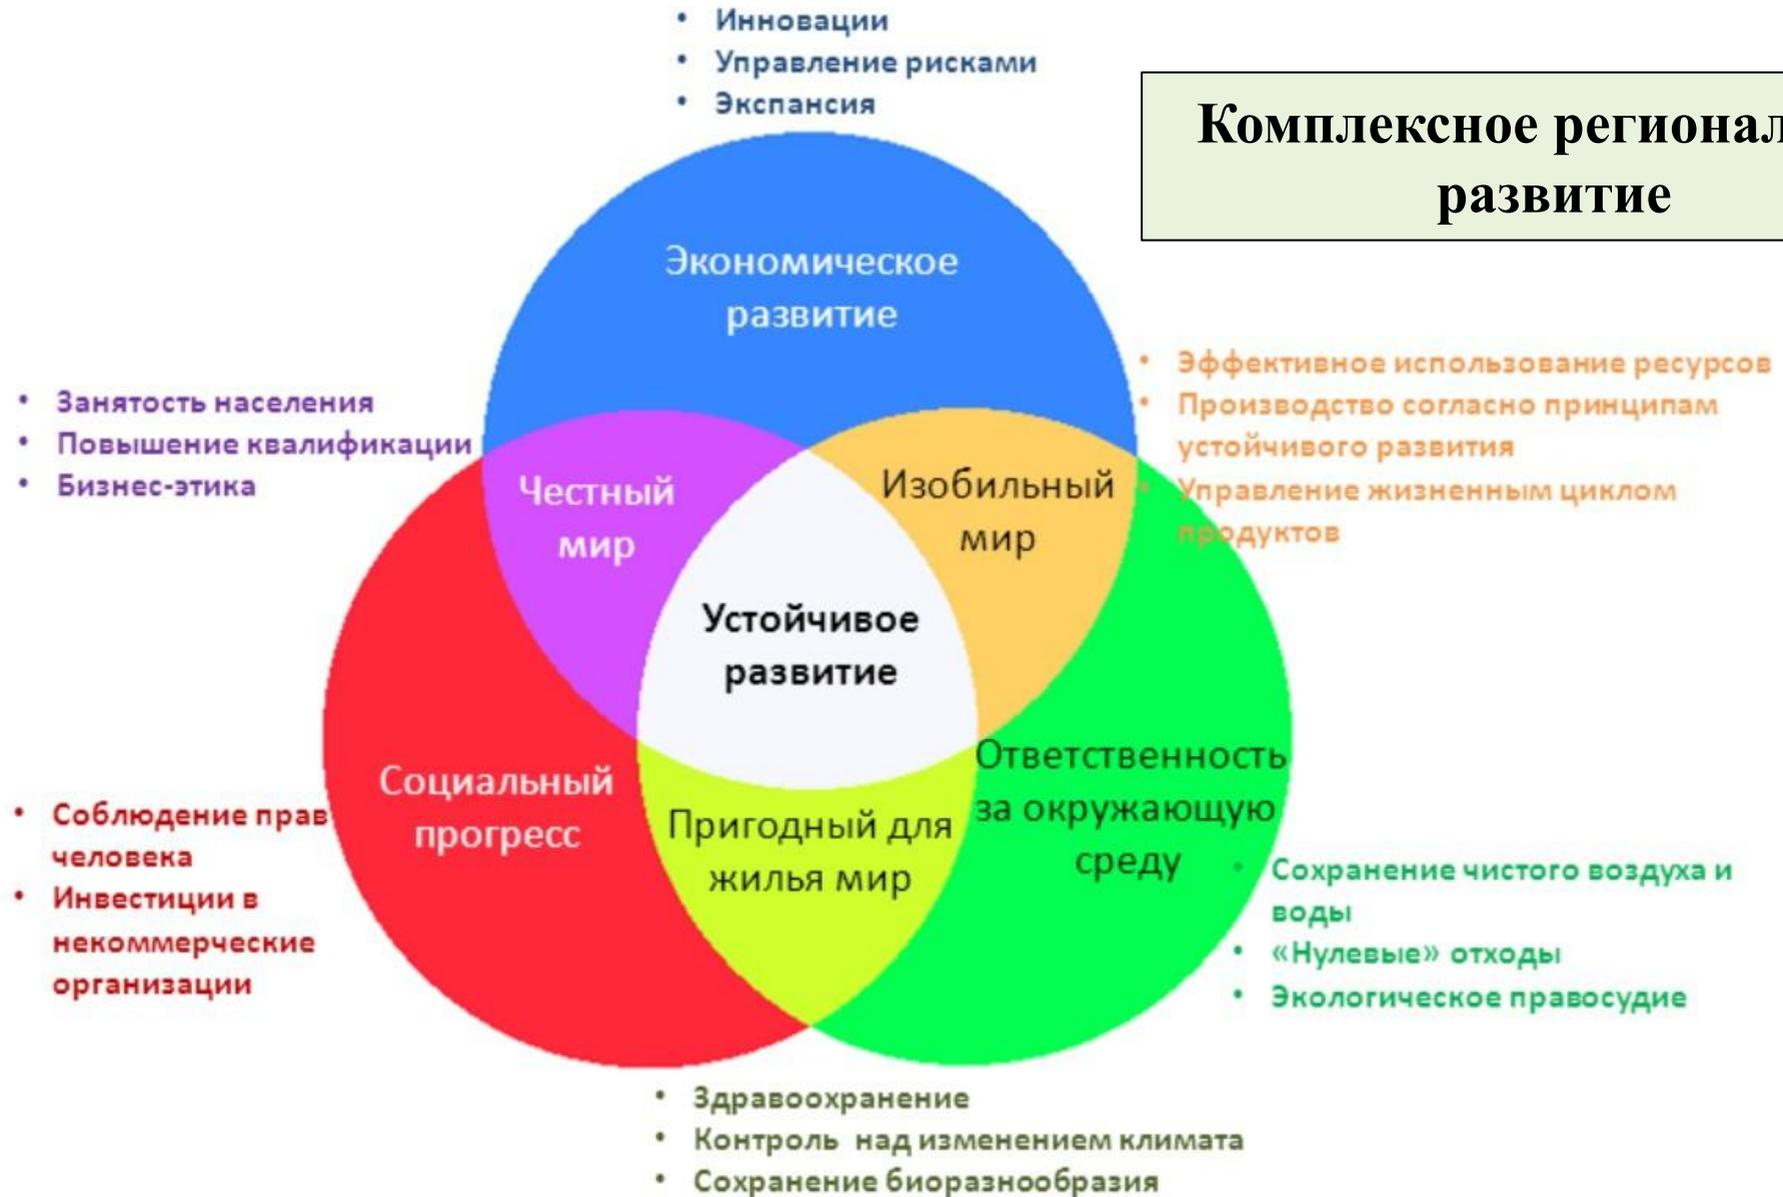 • Инновации
• Управление рисками
• Экспансия
Комплексное регионал
развитие
Экономическое
развитие
• Эффективное использование ресурсов
• Производство согласно принципам
устойчивого развития
• Управление жизненным циклом
продуктов
• Занятость населения
• Повышение квалификации
• Бизнес-этика
Честный
мир
Изобильный
мир
Устойчивое
развитие
Социальный
прогресс
Пригодный для
жилья мир
Ответственность
за окружающую
среду
• Соблюдение прав
человека
• Инвестиции в
некоммерческие
организации
• Сохранение чистого воздуха и
воды
• «Нулевые» отходы
• Экологическое правосудие
• Здравоохранение
• Контроль над изменением климата
• Сохранение биоразнообразия